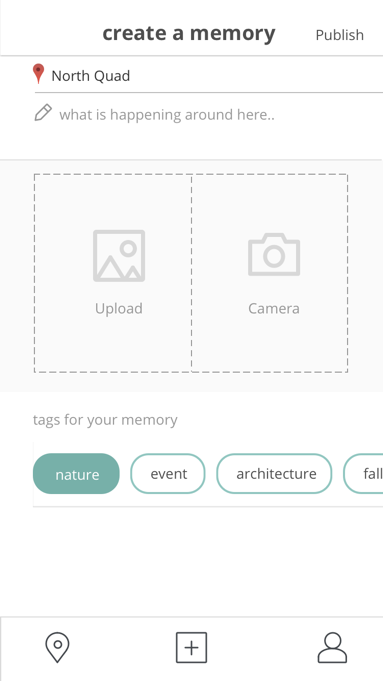 create a memory Publish
North Quad
what is happening around here..
Upload Camera
tags for your memory
nature event architecture fall